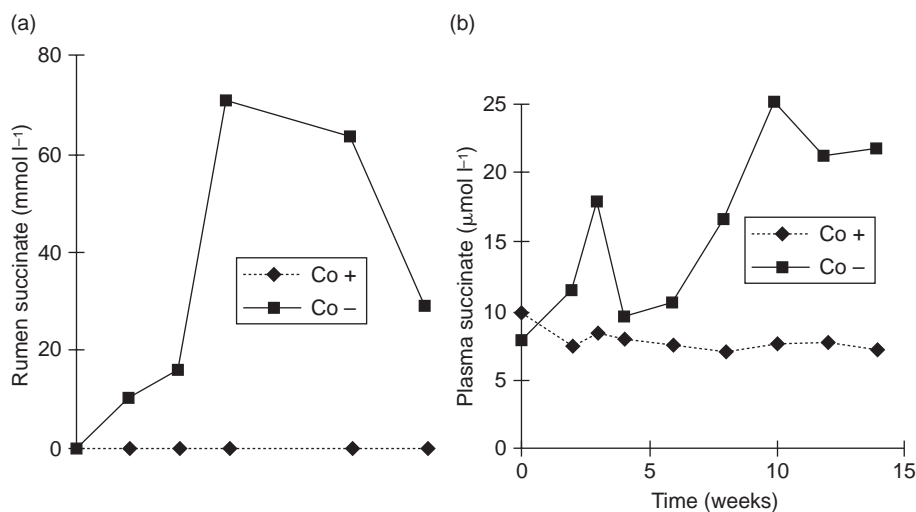 (a)
80
60
40
20
0
Rumen succinate (mmol l⁻¹)
Co +
Co –
(b)
25
20
15
10
5
0
Plasma succinate (μmol l⁻¹)
Co +
Co –
0 5 10 15
Time (weeks)